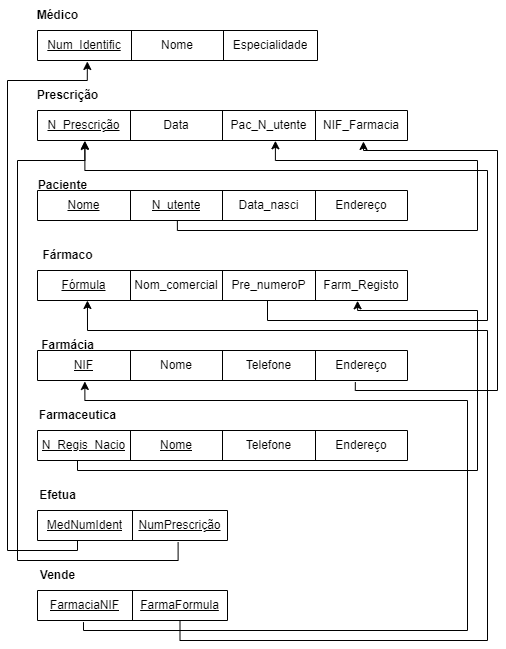 Médico
Num_Identific Nome Especialidade
Prescrição
N_Prescrição Data Pac_N_utente NIF_Farmacia
Paciente
Nome N_utente Data_nasci Endereço
Fármaco
Fórmula Nom_comercial Pre_numeroP Farm_Registo
Farmácia
NIF Nome Telefone Endereço
Farmaceutica
N_Regis_Nacio Nome Telefone Endereço
Efetua
MedNumIdent NumPrescrição
Vende
FarmaciaNIF FarmaFormula